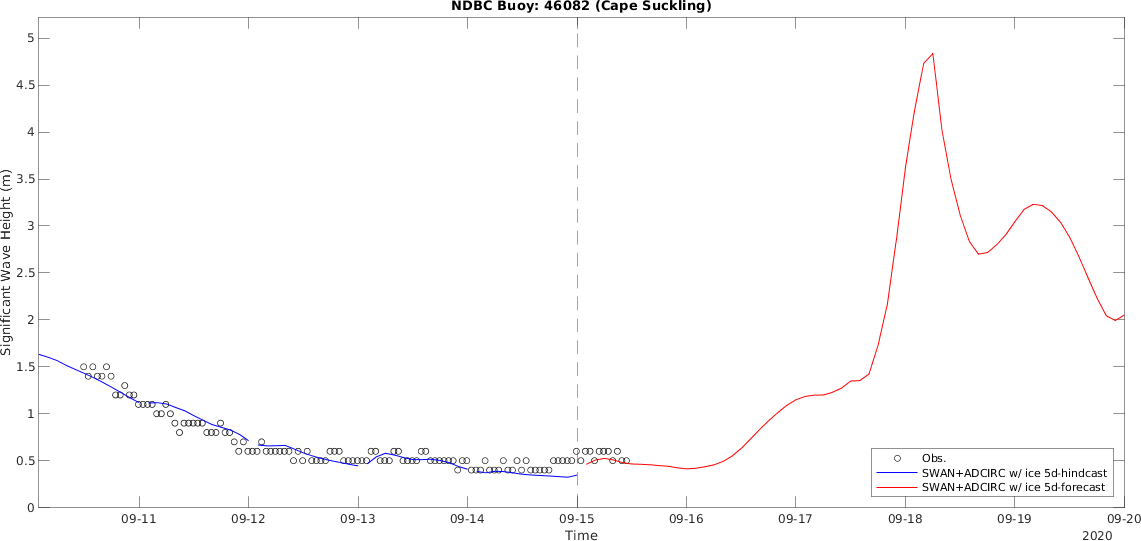 NDBC Buoy: 46082 (Cape Suckling)
Significant Wave Height (m)
5
4.5
4
3.5
3
2.5
2
1.5
1
0.5
0
Obs.
SWAN+ADCIRC w/ ice 5d-hindcast
SWAN+ADCIRC w/ ice 5d-forecast
09-11 09-12 09-13 09-14 09-15 09-16 09-17 09-18 09-19 09-20
Time
2020